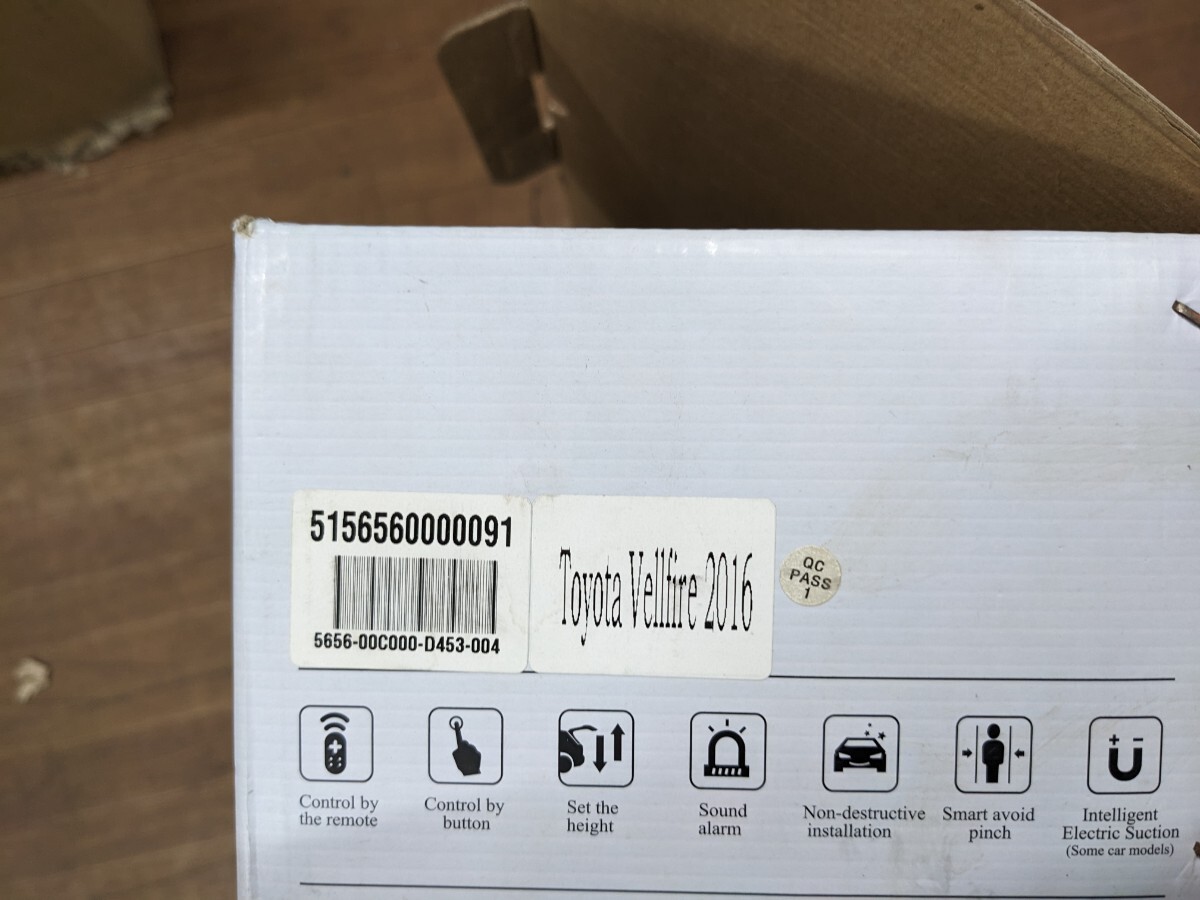 5156560000091
5656-00C000-D453-004
Toyota Vellfire 2016
QC
PASS
1
Control by
the remote
Control by
button
Set the
height
Sound
alarm
Non-destructive
installation
Smart avoid
pinch
Intelligent
Electric Suction
(Some car models)